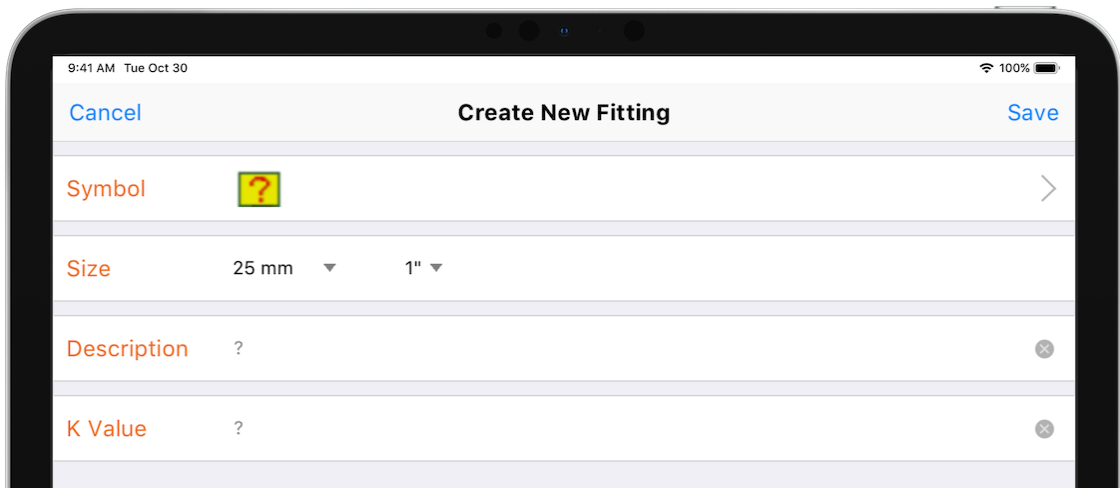 9:41 AM Tue Oct 30 100%
Cancel Create New Fitting Save
Symbol ?
Size 25 mm 1"
Description ?
K Value ?